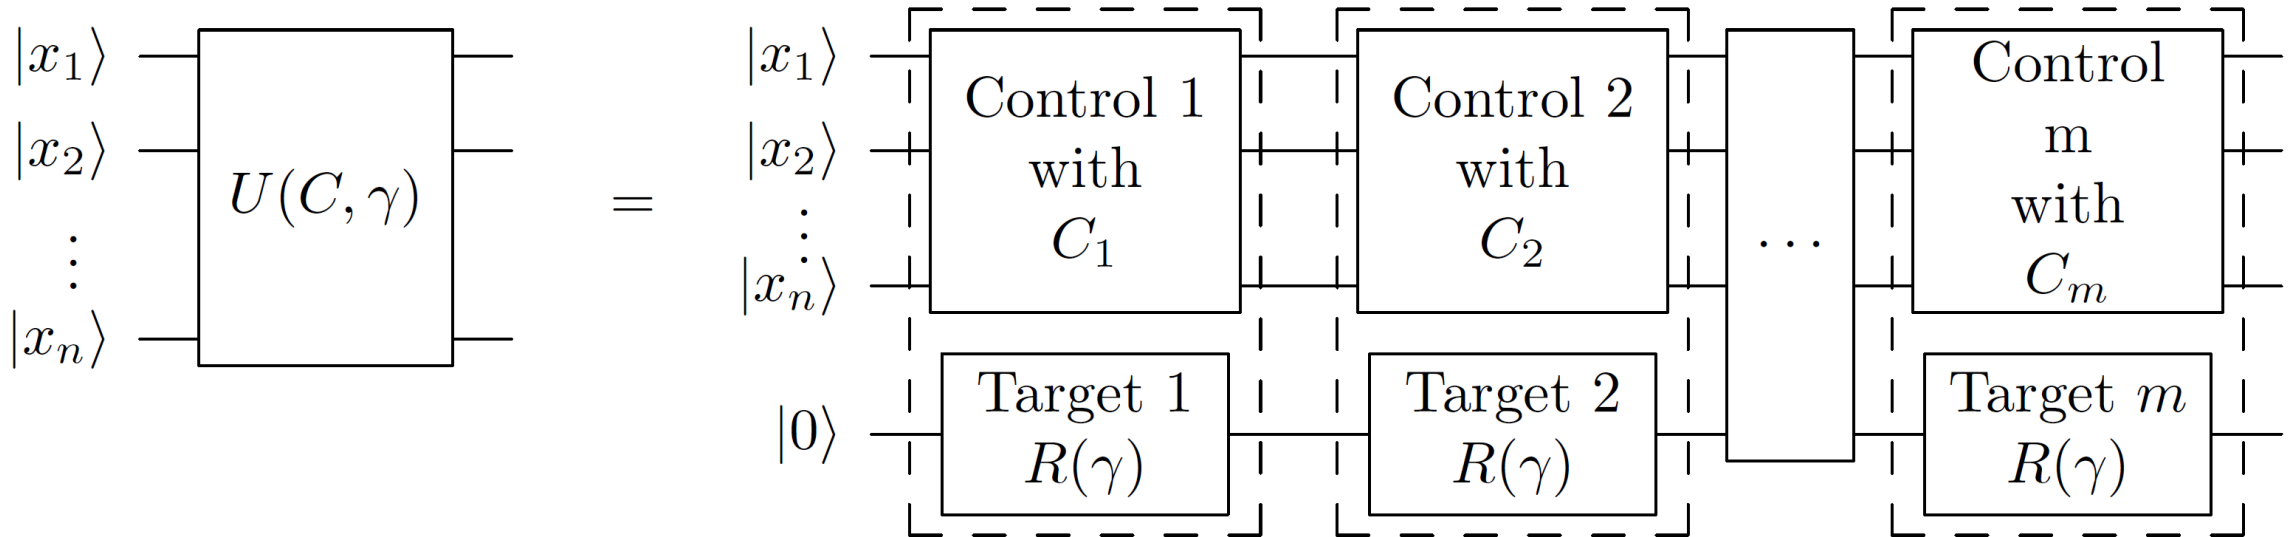 |x₁⟩
|x₂⟩
⋮
|xₙ⟩
U(C, γ)
=
|x₁⟩
|x₂⟩
⋮
|xₙ⟩
|0⟩
Control 1
with
C₁
Target 1
R(γ)
Control 2
with
C₂
Target 2
R(γ)
⋯
Control
m
with
Cₘ
Target m
R(γ)